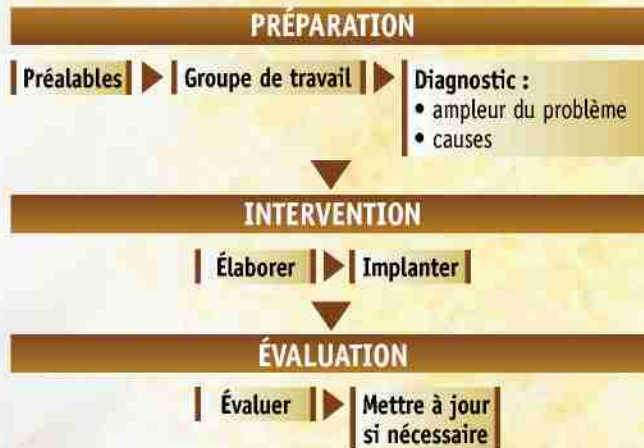 PRÉPARATION
Préalables
Groupe de travail
Diagnostic :
• ampleur du problème
• causes
INTERVENTION
Élaborer
Implanter
ÉVALUATION
Évaluer
Mettre à jour
si nécessaire